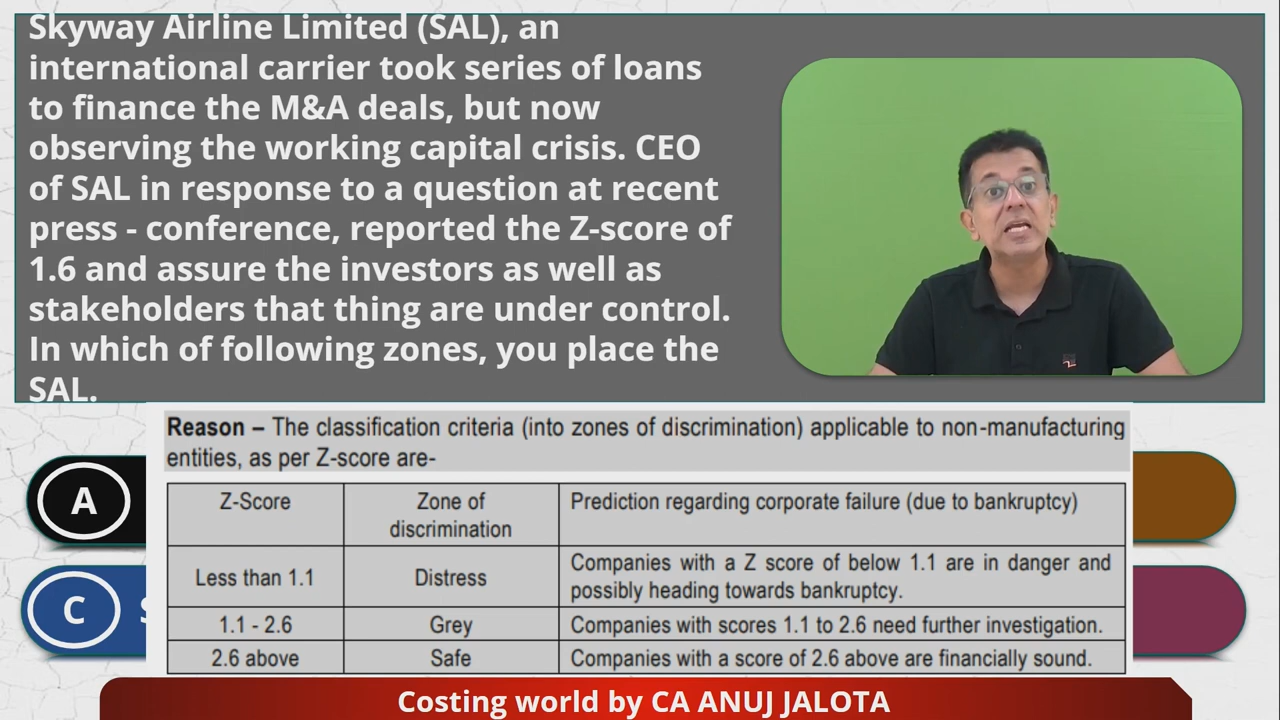 Skyway Airline Limited (SAL), an
international carrier took series of loans
to finance the M&A deals, but now
observing the working capital crisis. CEO
of SAL in response to a question at recent
press - conference, reported the Z-score of
1.6 and assure the investors as well as
stakeholders that thing are under control.
In which of following zones, you place the
SAL.
Reason – The classification criteria (into zones of discrimination) applicable to non-manufacturing
entities, as per Z-score are-
Z-Score
Zone of
discrimination
Prediction regarding corporate failure (due to bankruptcy)
Less than 1.1
Distress
Companies with a Z score of below 1.1 are in danger and
possibly heading towards bankruptcy.
1.1 - 2.6
Grey
Companies with scores 1.1 to 2.6 need further investigation.
2.6 above
Safe
Companies with a score of 2.6 above are financially sound.
A
C
Costing world by CA ANUJ JALOTA